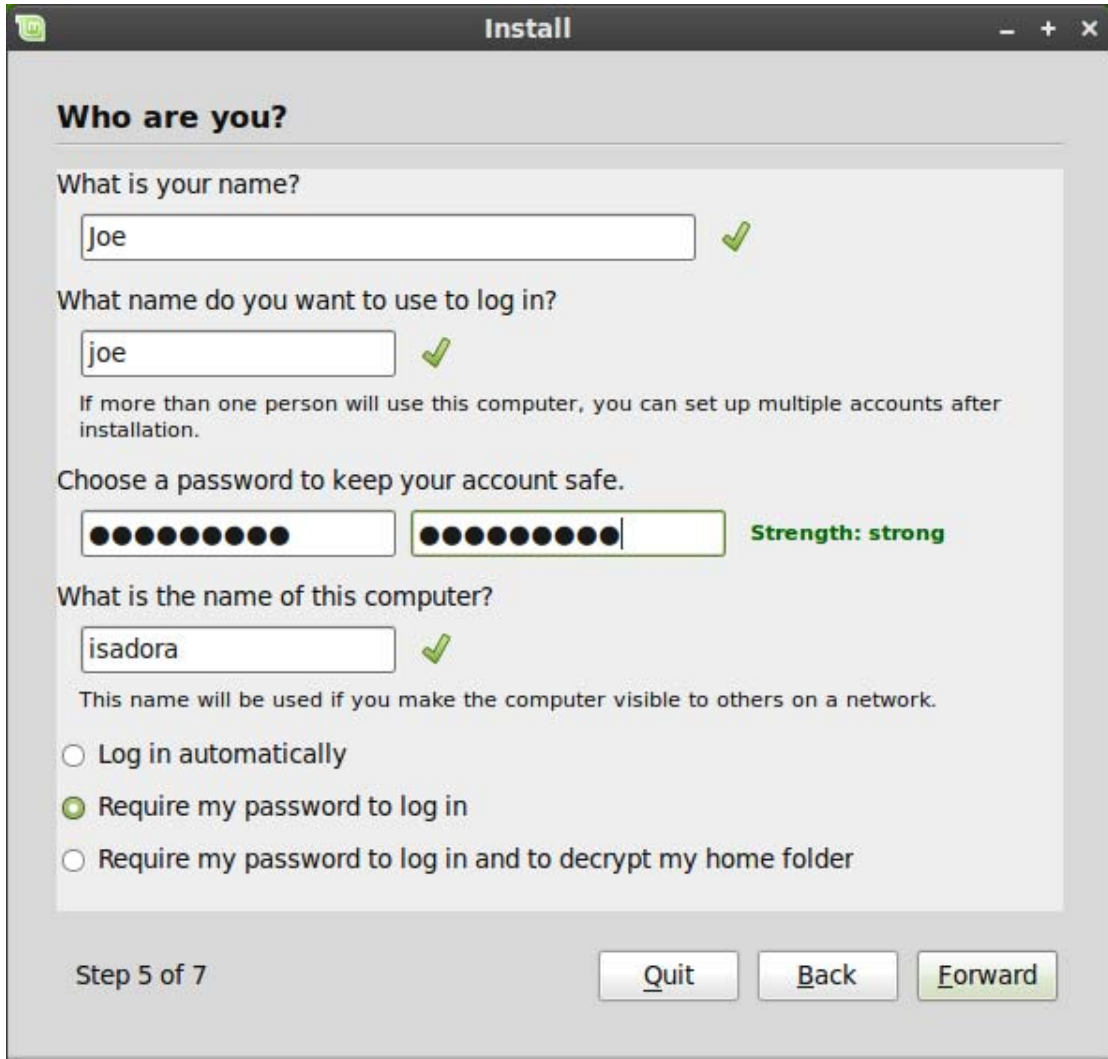 Install
Who are you?
What is your name?
Joe
What name do you want to use to log in?
joe
If more than one person will use this computer, you can set up multiple accounts after
installation.
Choose a password to keep your account safe.
●●●●●●●●● ●●●●●●●●● Strength: strong
What is the name of this computer?
isadora
This name will be used if you make the computer visible to others on a network.
Log in automatically
Require my password to log in
Require my password to log in and to decrypt my home folder
Step 5 of 7 Quit Back Forward